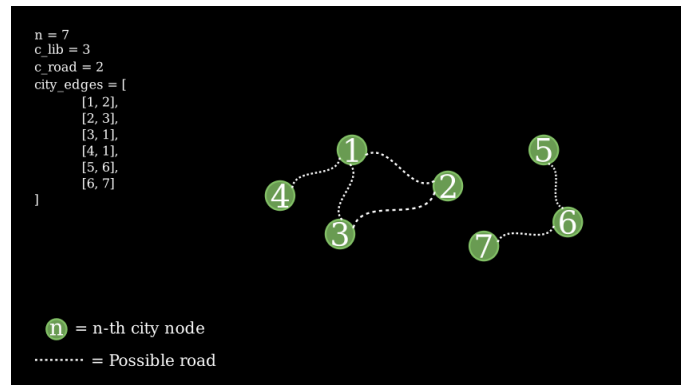 n = 7
c_lib = 3
c_road = 2
city_edges = [
[1, 2],
[2, 3],
[3, 1],
[4, 1],
[5, 6],
[6, 7]
]
1
5
2
4
6
3
7
n = n-th city node
= Possible road